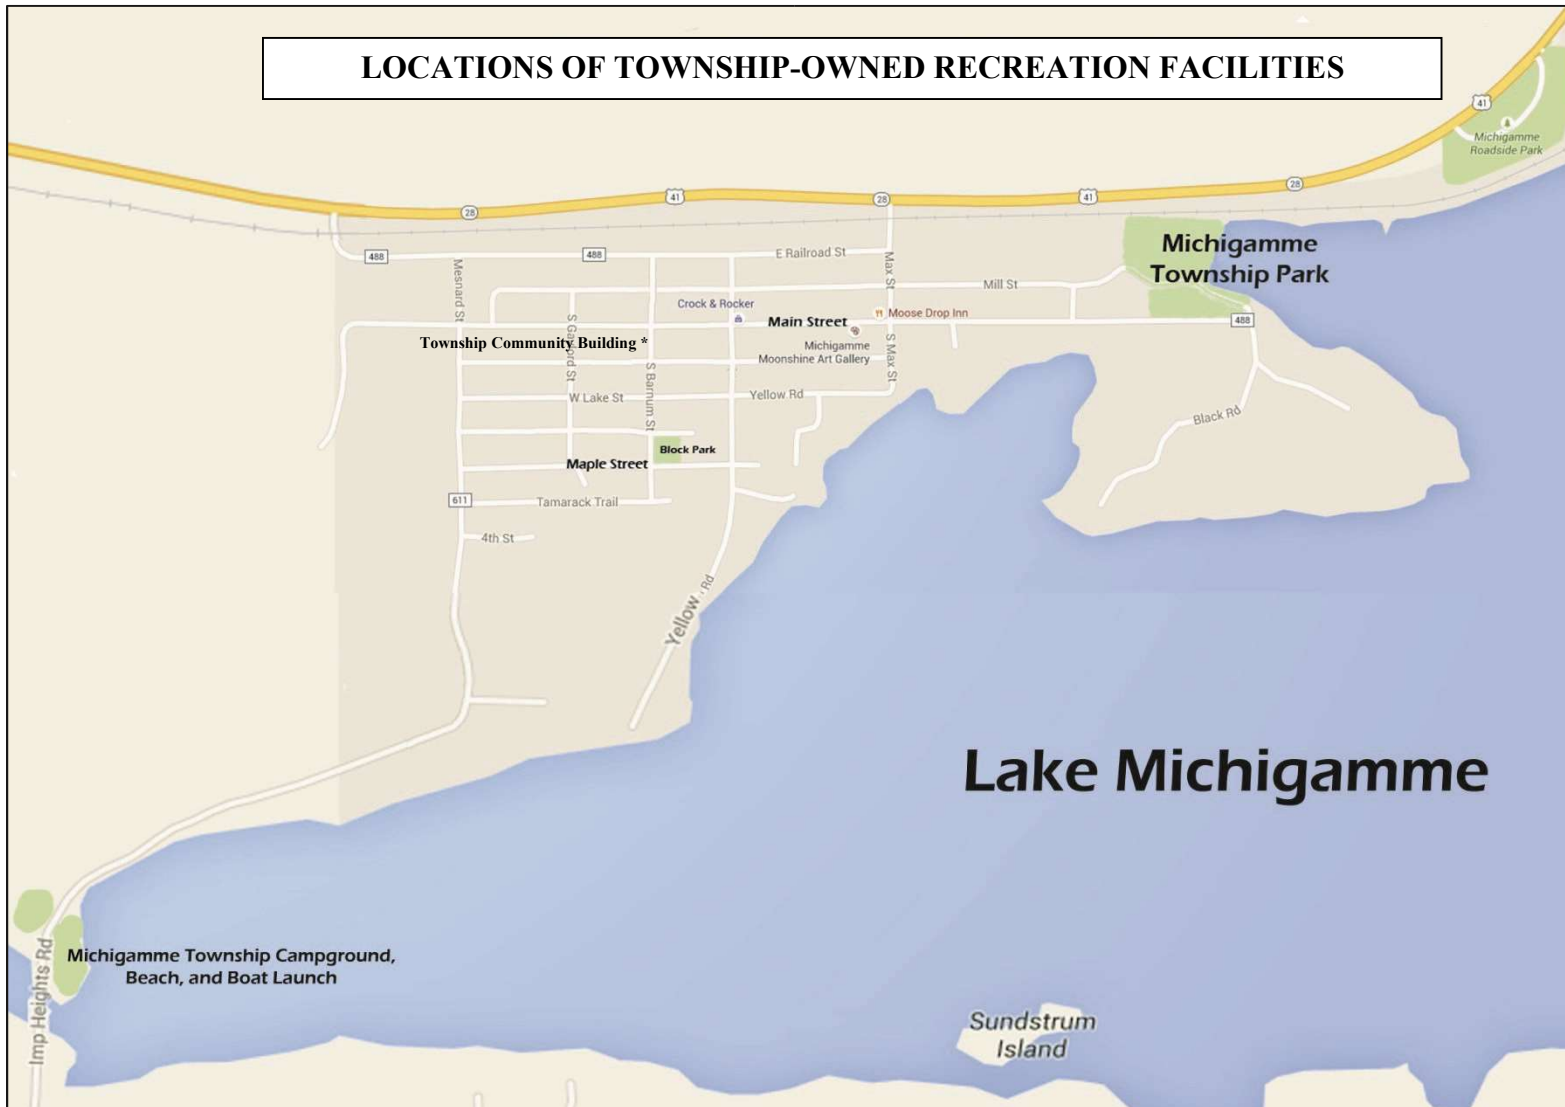 LOCATIONS OF TOWNSHIP-OWNED RECREATION FACILITIES
41
Michigamme
Roadside Park
28
41
28
41
28
488
488
E Railroad St
Michigamme
Township Park
Mesnard St
Max St
Mill St
Crock & Rocker
Main Street
Moose Drop Inn
488
S Gaylord St
Township Community Building *
Michigamme
Moonshine Art Gallery
S Max St
S Barnum St
W Lake St
Yellow Rd
Black Rd
Block Park
Maple Street
611
Tamarack Trail
4th St
Yellow Rd
Lake Michigamme
Michigamme Township Campground,
Beach, and Boat Launch
Imp Heights Rd
Sundstrum
Island